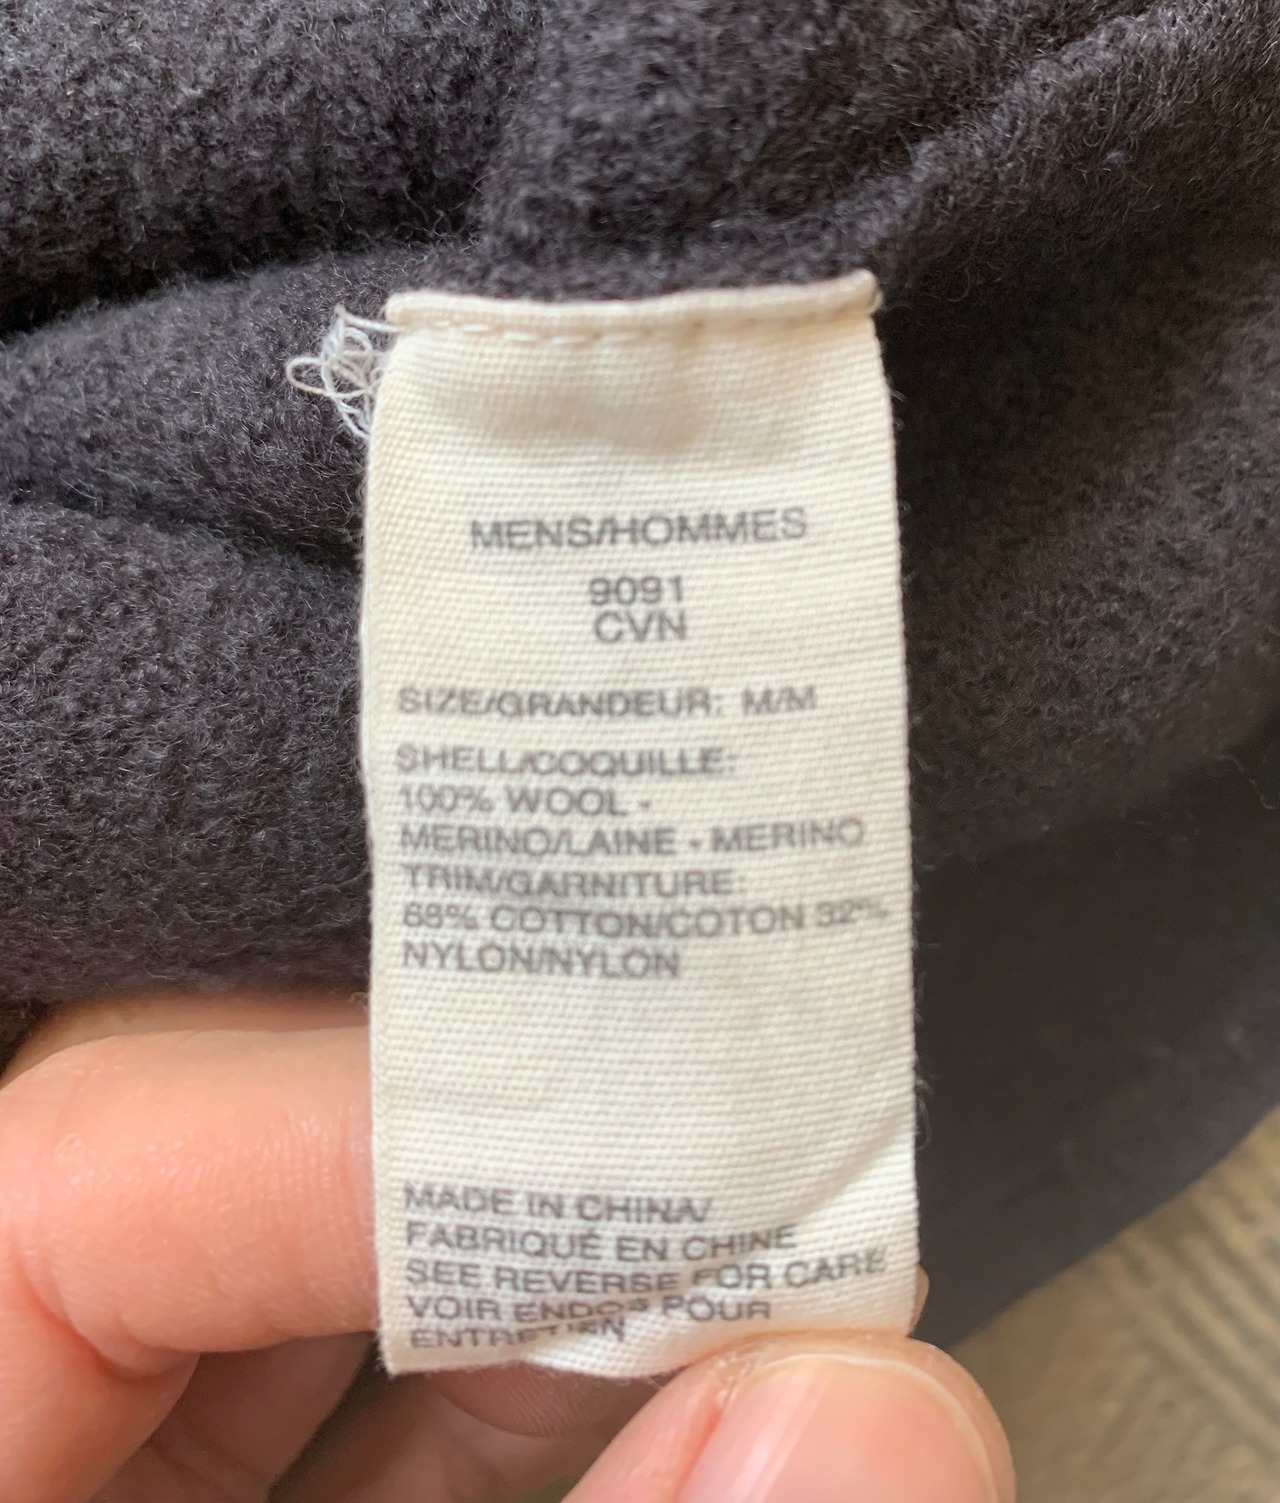 MENS/HOMMES
9091
CVN
SIZE/GRANDEUR: M/M
SHELL/COQUILLE:
100% WOOL -
MERINO/LAINE - MERINO
TRIM/GARNITURE:
68% COTTON/COTON 32%
NYLON/NYLON
MADE IN CHINA/
FABRIQUÉ EN CHINE
SEE REVERSE FOR CARE
VOIR ENDOS POUR
ENTRETIEN